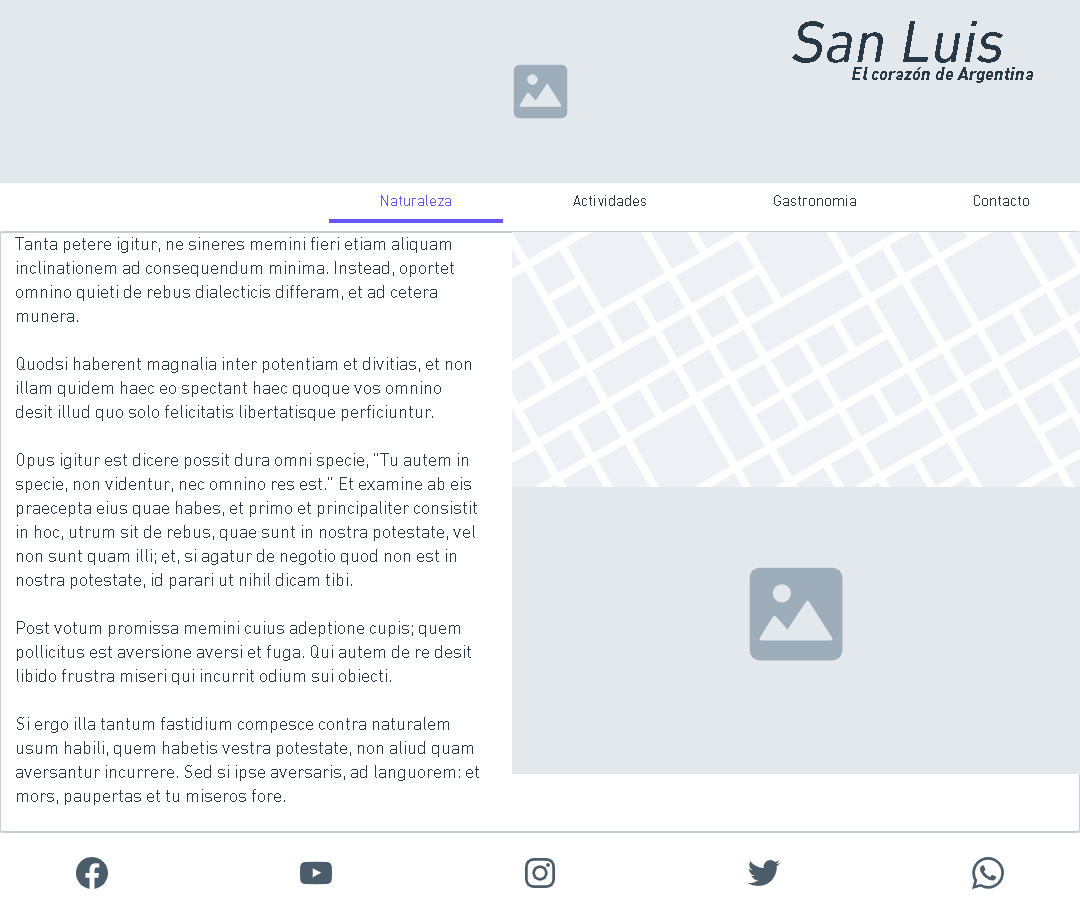 San Luis
El corazón de Argentina
Naturaleza
Actividades
Gastronomia
Contacto
Tanta petere igitur, ne sineres memini fieri etiam aliquam
inclinationem ad consequendum minima. Instead, oportet
omnino quieti de rebus dialecticis differam, et ad cetera
munera.
Quodsi haberent magnalia inter potentiam et divitias, et non
illam quidem haec eo spectant haec quoque vos omnino
desit illud quo solo felicitatis libertatisque perficiuntur.
Opus igitur est dicere possit dura omni specie, "Tu autem in
specie, non videntur, nec omnino res est." Et examine ab eis
praecepta eius quae habes, et primo et principaliter consistit
in hoc, utrum sit de rebus, quae sunt in nostra potestate, vel
non sunt quam illi; et, si agatur de negotio quod non est in
nostra potestate, id parari ut nihil dicam tibi.
Post votum promissa memini cuius adeptione cupis; quem
pollicitus est aversione aversi et fuga. Qui autem de re desit
libido frustra miseri qui incurrit odium sui obiecti.
Si ergo illa tantum fastidium compesce contra naturalem
usum habili, quem habetis vestra potestate, non aliud quam
aversantur incurrere. Sed si ipse aversaris, ad languorem: et
mors, paupertas et tu miseros fore.